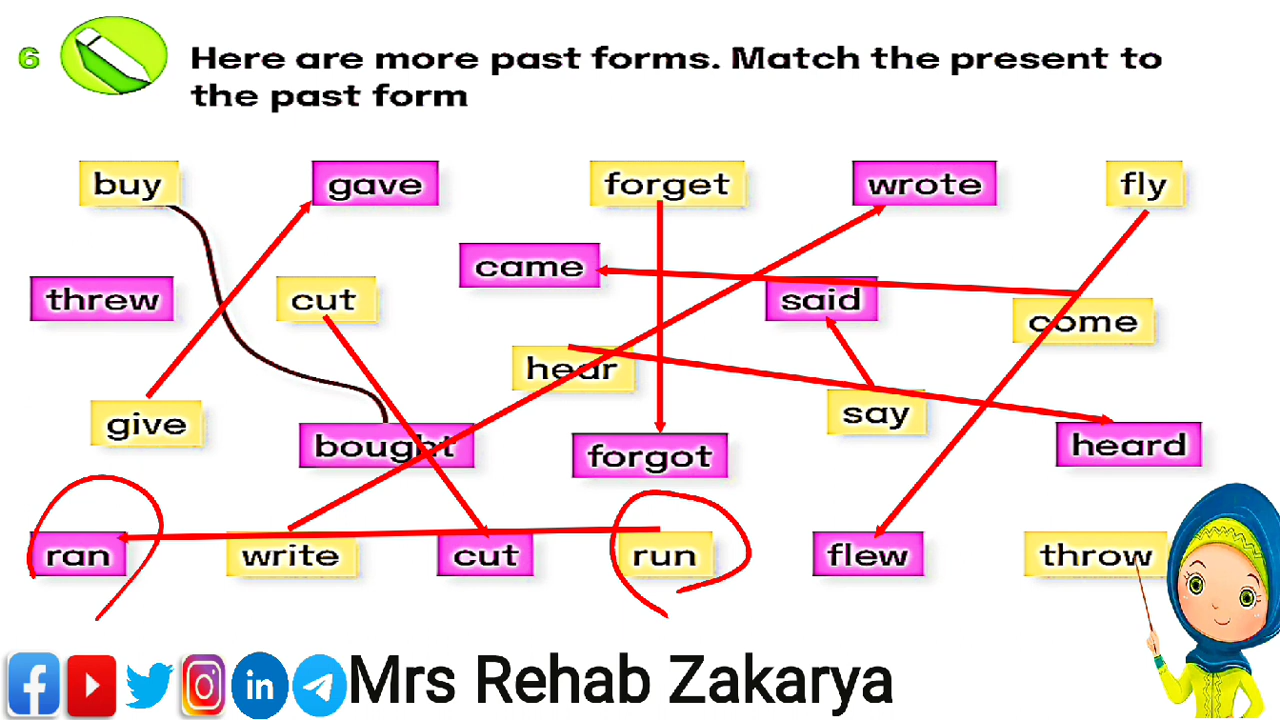 6
Here are more past forms. Match the present to
the past form
buy gave forget wrote fly
came
threw cut said come
hear
give say
bought forgot heard
ran write cut run flew throw
Mrs Rehab Zakarya